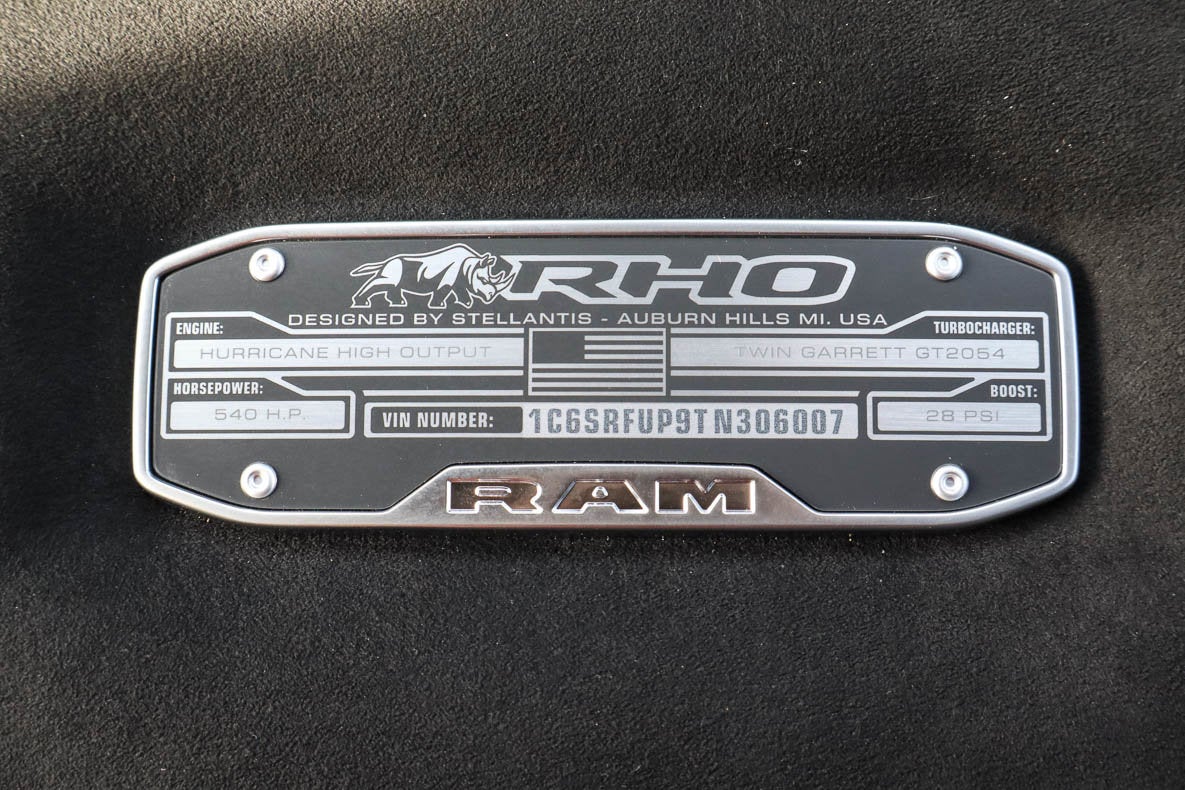 RHO
DESIGNED BY STELLANTIS - AUBURN HILLS MI. USA
ENGINE:
HURRICANE HIGH OUTPUT
TURBOCHARGER:
TWIN GARRETT GT2054
HORSEPOWER:
540 H.P.
VIN NUMBER: 1C6SRFUP9TN306007
BOOST:
28 PSI
RAM